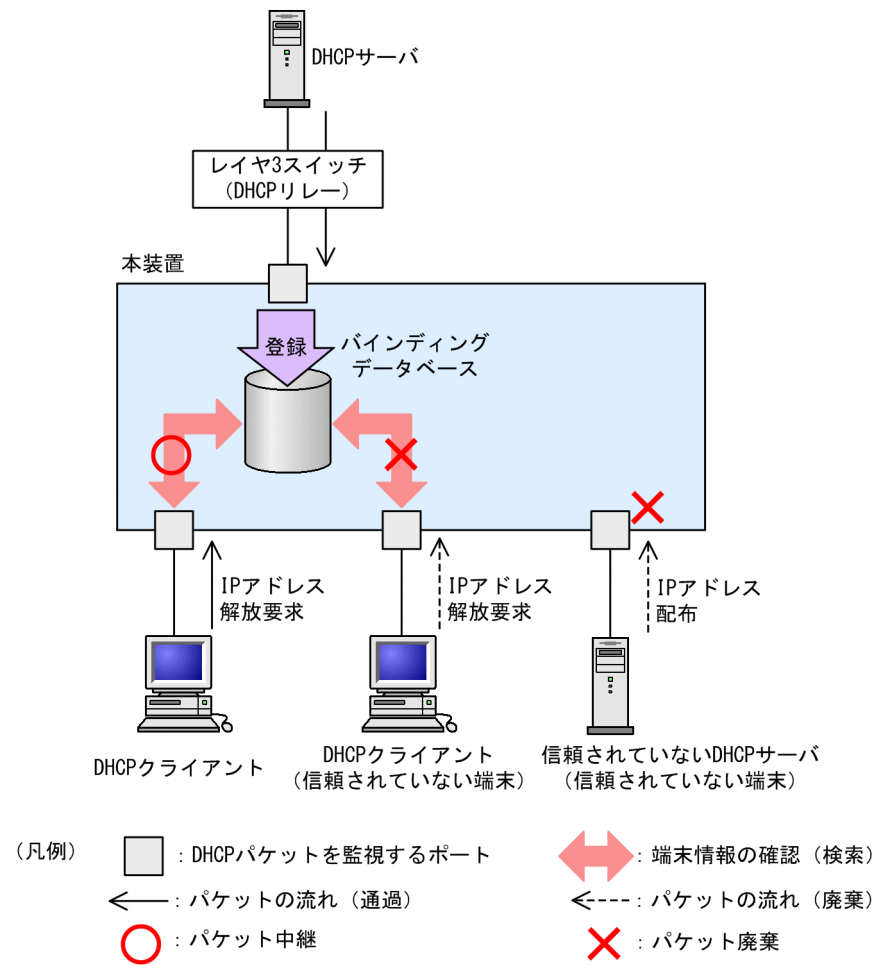 DHCPサーバ
レイヤ3スイッチ
（DHCPリレー）
本装置
登録
バインディング
データベース
IPアドレス
解放要求
IPアドレス
解放要求
IPアドレス
配布
DHCPクライアント
DHCPクライアント
（信頼されていない端末）
信頼されていないDHCPサーバ
（信頼されていない端末）
（凡例）
：DHCPパケットを監視するポート
：端末情報の確認（検索）
：パケットの流れ（通過）
：パケットの流れ（廃棄）
：パケット中継
：パケット廃棄